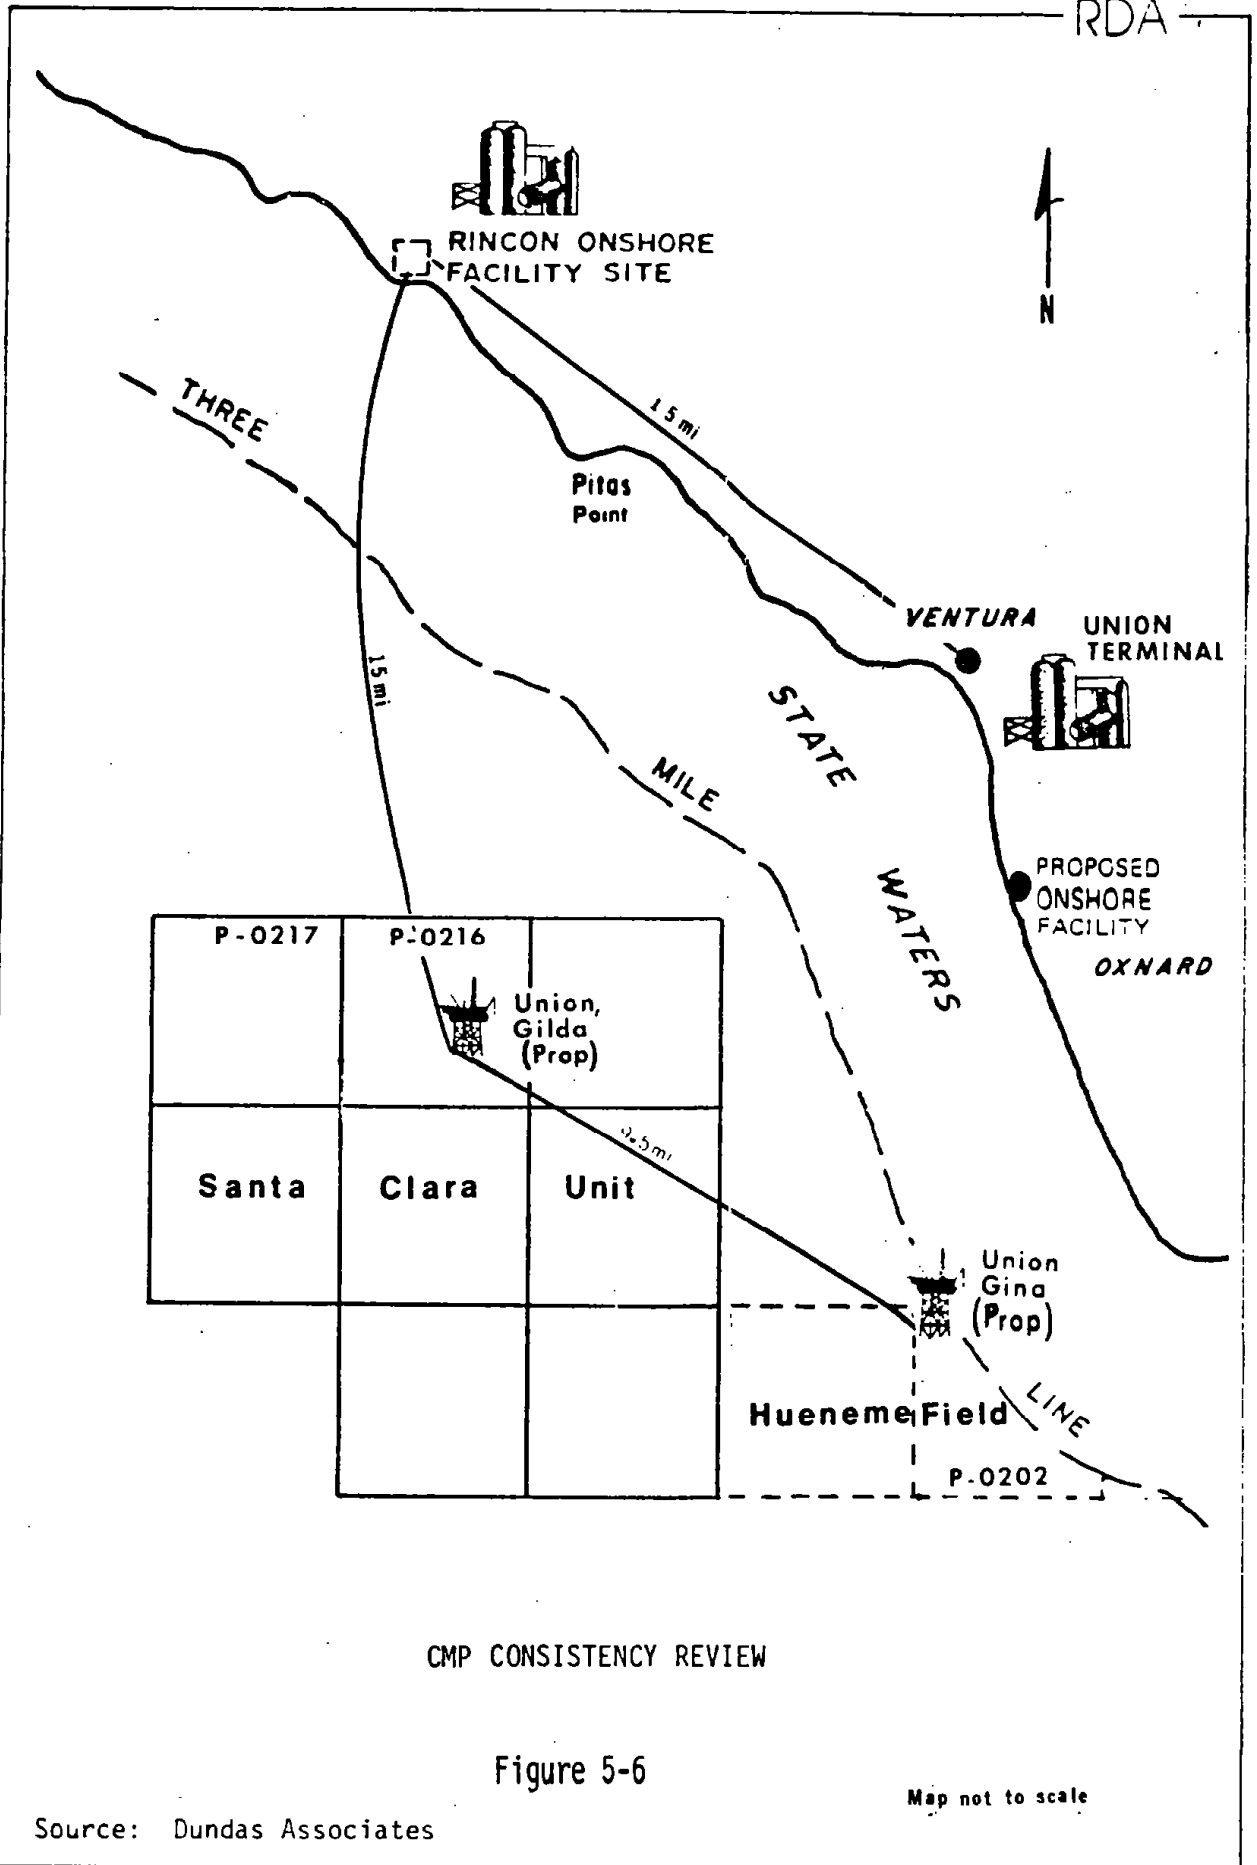 RDA
RINCON ONSHORE
FACILITY SITE
N
THREE
15 mi
Pitas
Point
VENTURA
UNION
TERMINAL
15 mi
STATE
MILE
WATERS
PROPOSED
ONSHORE
FACILITY
OXNARD
P-0217
P-0216
Union,
Gilda
(Prop)
Santa Clara Unit
Union
Gina
(Prop)
LINE
Hueneme Field
P-0202
CMP CONSISTENCY REVIEW
Figure 5-6
Map not to scale
Source: Dundas Associates